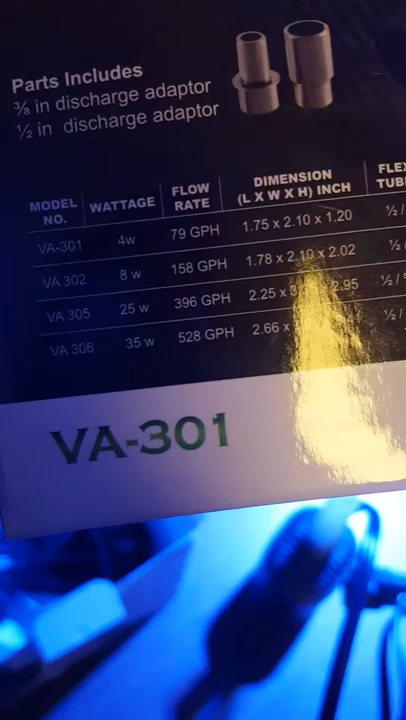 Parts Includes
⅜ in discharge adaptor
½ in discharge adaptor
MODEL NO. WATTAGE FLOW RATE DIMENSION (L X W X H) INCH
VA-301 4w 79 GPH 1.75 x 2.10 x 1.20
VA 302 8 w 158 GPH 1.78 x 2.10 x 2.02
VA 305 25 w 396 GPH 2.25 x 2.95
VA 306 35 w 528 GPH 2.66 x
VA-301